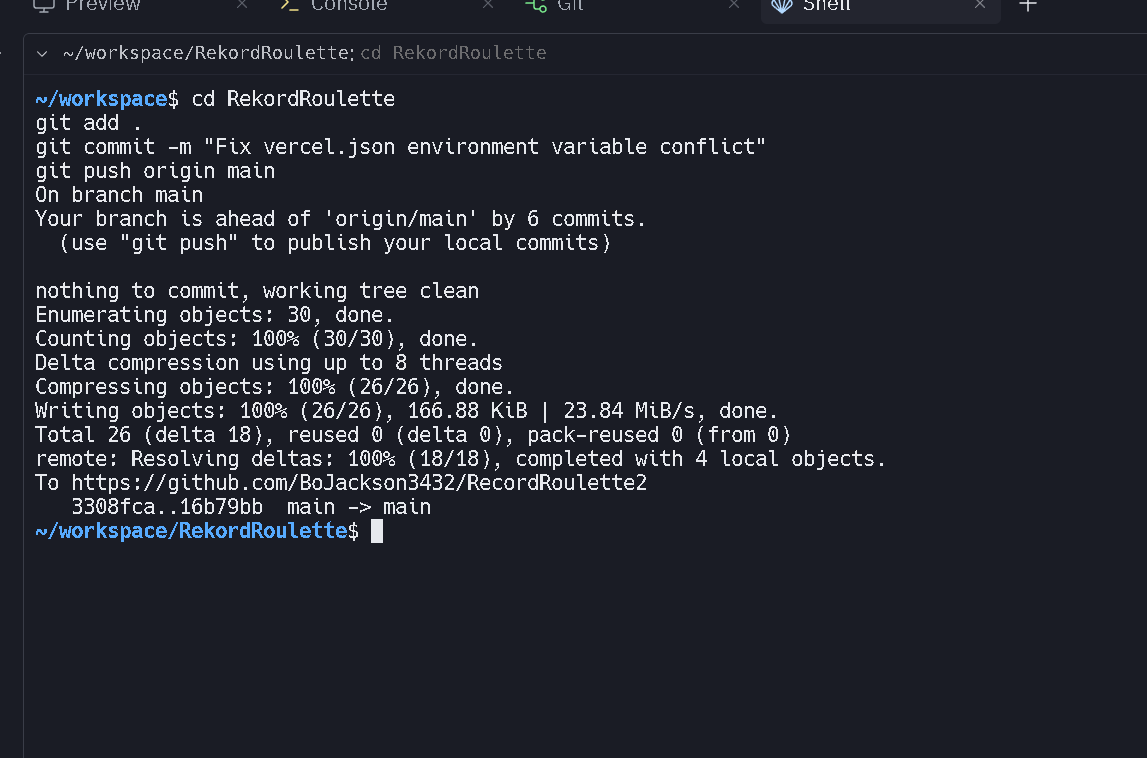 Preview
Console
Git
Shell
~/workspace/RekordRoulette: cd RekordRoulette
~/workspace$ cd RekordRoulette
git add .
git commit -m "Fix vercel.json environment variable conflict"
git push origin main
On branch main
Your branch is ahead of 'origin/main' by 6 commits.
  (use "git push" to publish your local commits)

nothing to commit, working tree clean
Enumerating objects: 30, done.
Counting objects: 100% (30/30), done.
Delta compression using up to 8 threads
Compressing objects: 100% (26/26), done.
Writing objects: 100% (26/26), 166.88 KiB | 23.84 MiB/s, done.
Total 26 (delta 18), reused 0 (delta 0), pack-reused 0 (from 0)
remote: Resolving deltas: 100% (18/18), completed with 4 local objects.
To https://github.com/BoJackson3432/RecordRoulette2
   3308fca..16b79bb  main -> main
~/workspace/RekordRoulette$